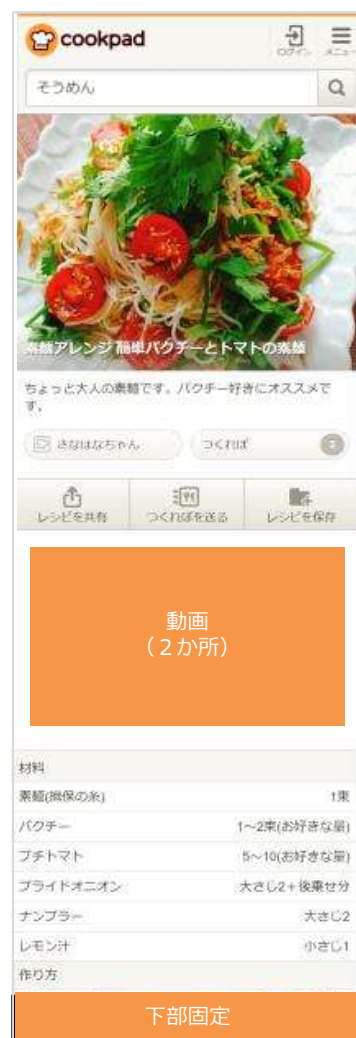 cookpad
ログイン
メニュー
そうめん
素麺アレンジ 簡単パクチーとトマトの素麺
ちょっと大人の素麺です。パクチー好きにオススメで
す。
さなはなちゃん
つくれぽ
3
レシピを共有
つくれぽを送る
レシピを保存
動画
（２か所）
材料
素麺(揖保の糸)
1束
パクチー
1〜2束(お好きな量)
プチトマト
5〜10(お好きな量)
フライドオニオン
大さじ2＋後乗せ分
ナンプラー
大さじ2
レモン汁
小さじ1
作り方
下部固定